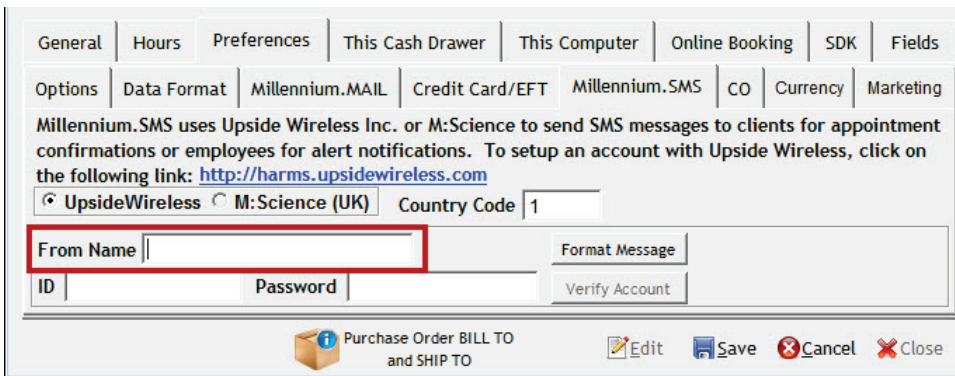 General Hours Preferences This Cash Drawer This Computer Online Booking SDK Fields
Options Data Format Millennium.MAIL Credit Card/EFT Millennium.SMS CO Currency Marketing
Millennium.SMS uses Upside Wireless Inc. or M:Science to send SMS messages to clients for appointment
confirmations or employees for alert notifications. To setup an account with Upside Wireless, click on
the following link: http://harms.upsidewireless.com
UpsideWireless M:Science (UK) Country Code 1
From Name Format Message
ID Password Verify Account
Purchase Order BILL TO
and SHIP TO
Edit Save Cancel Close